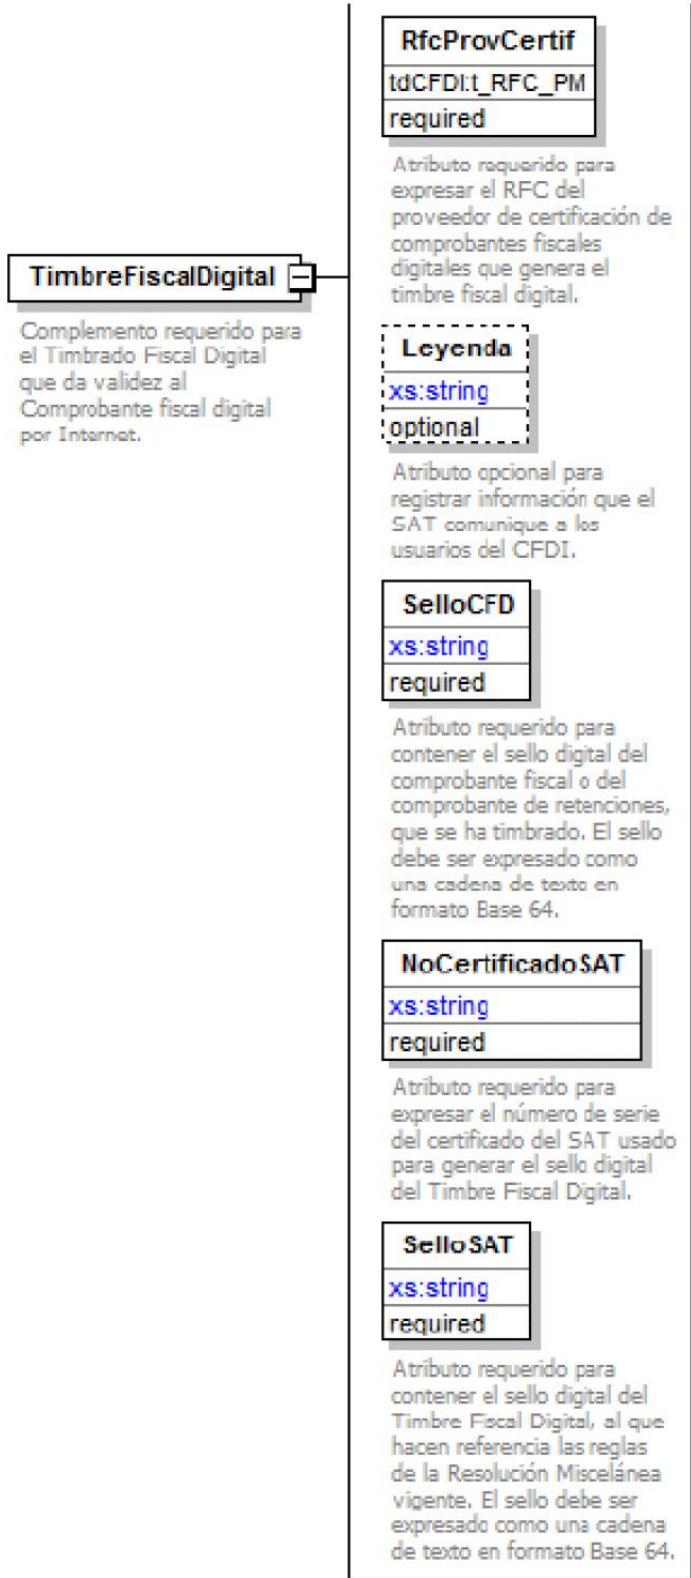 RfcProvCertif
tdCFDI:t_RFC_PM
required
Atributo requerido para
expresar el RFC del
proveedor de certificación de
comprobantes fiscales
digitales que genera el
timbre fiscal digital.
TimbreFiscalDigital
Complemento requerido para
el Timbrado Fiscal Digital
que da validez al
Comprobante fiscal digital
por Internet.
Leyenda
xs:string
optional
Atributo opcional para
registrar información que el
SAT comunique a los
usuarios del CFDI.
SelloCFD
xs:string
required
Atributo requerido para
contener el sello digital del
comprobante fiscal o del
comprobante de retenciones,
que se ha timbrado. El sello
debe ser expresado como
una cadena de texto en
formato Base 64.
NoCertificadoSAT
xs:string
required
Atributo requerido para
expresar el número de serie
del certificado del SAT usado
para generar el sello digital
del Timbre Fiscal Digital.
SelloSAT
xs:string
required
Atributo requerido para
contener el sello digital del
Timbre Fiscal Digital, al que
hacen referencia las reglas
de la Resolución Miscelánea
vigente. El sello debe ser
expresado como una cadena
de texto en formato Base 64.